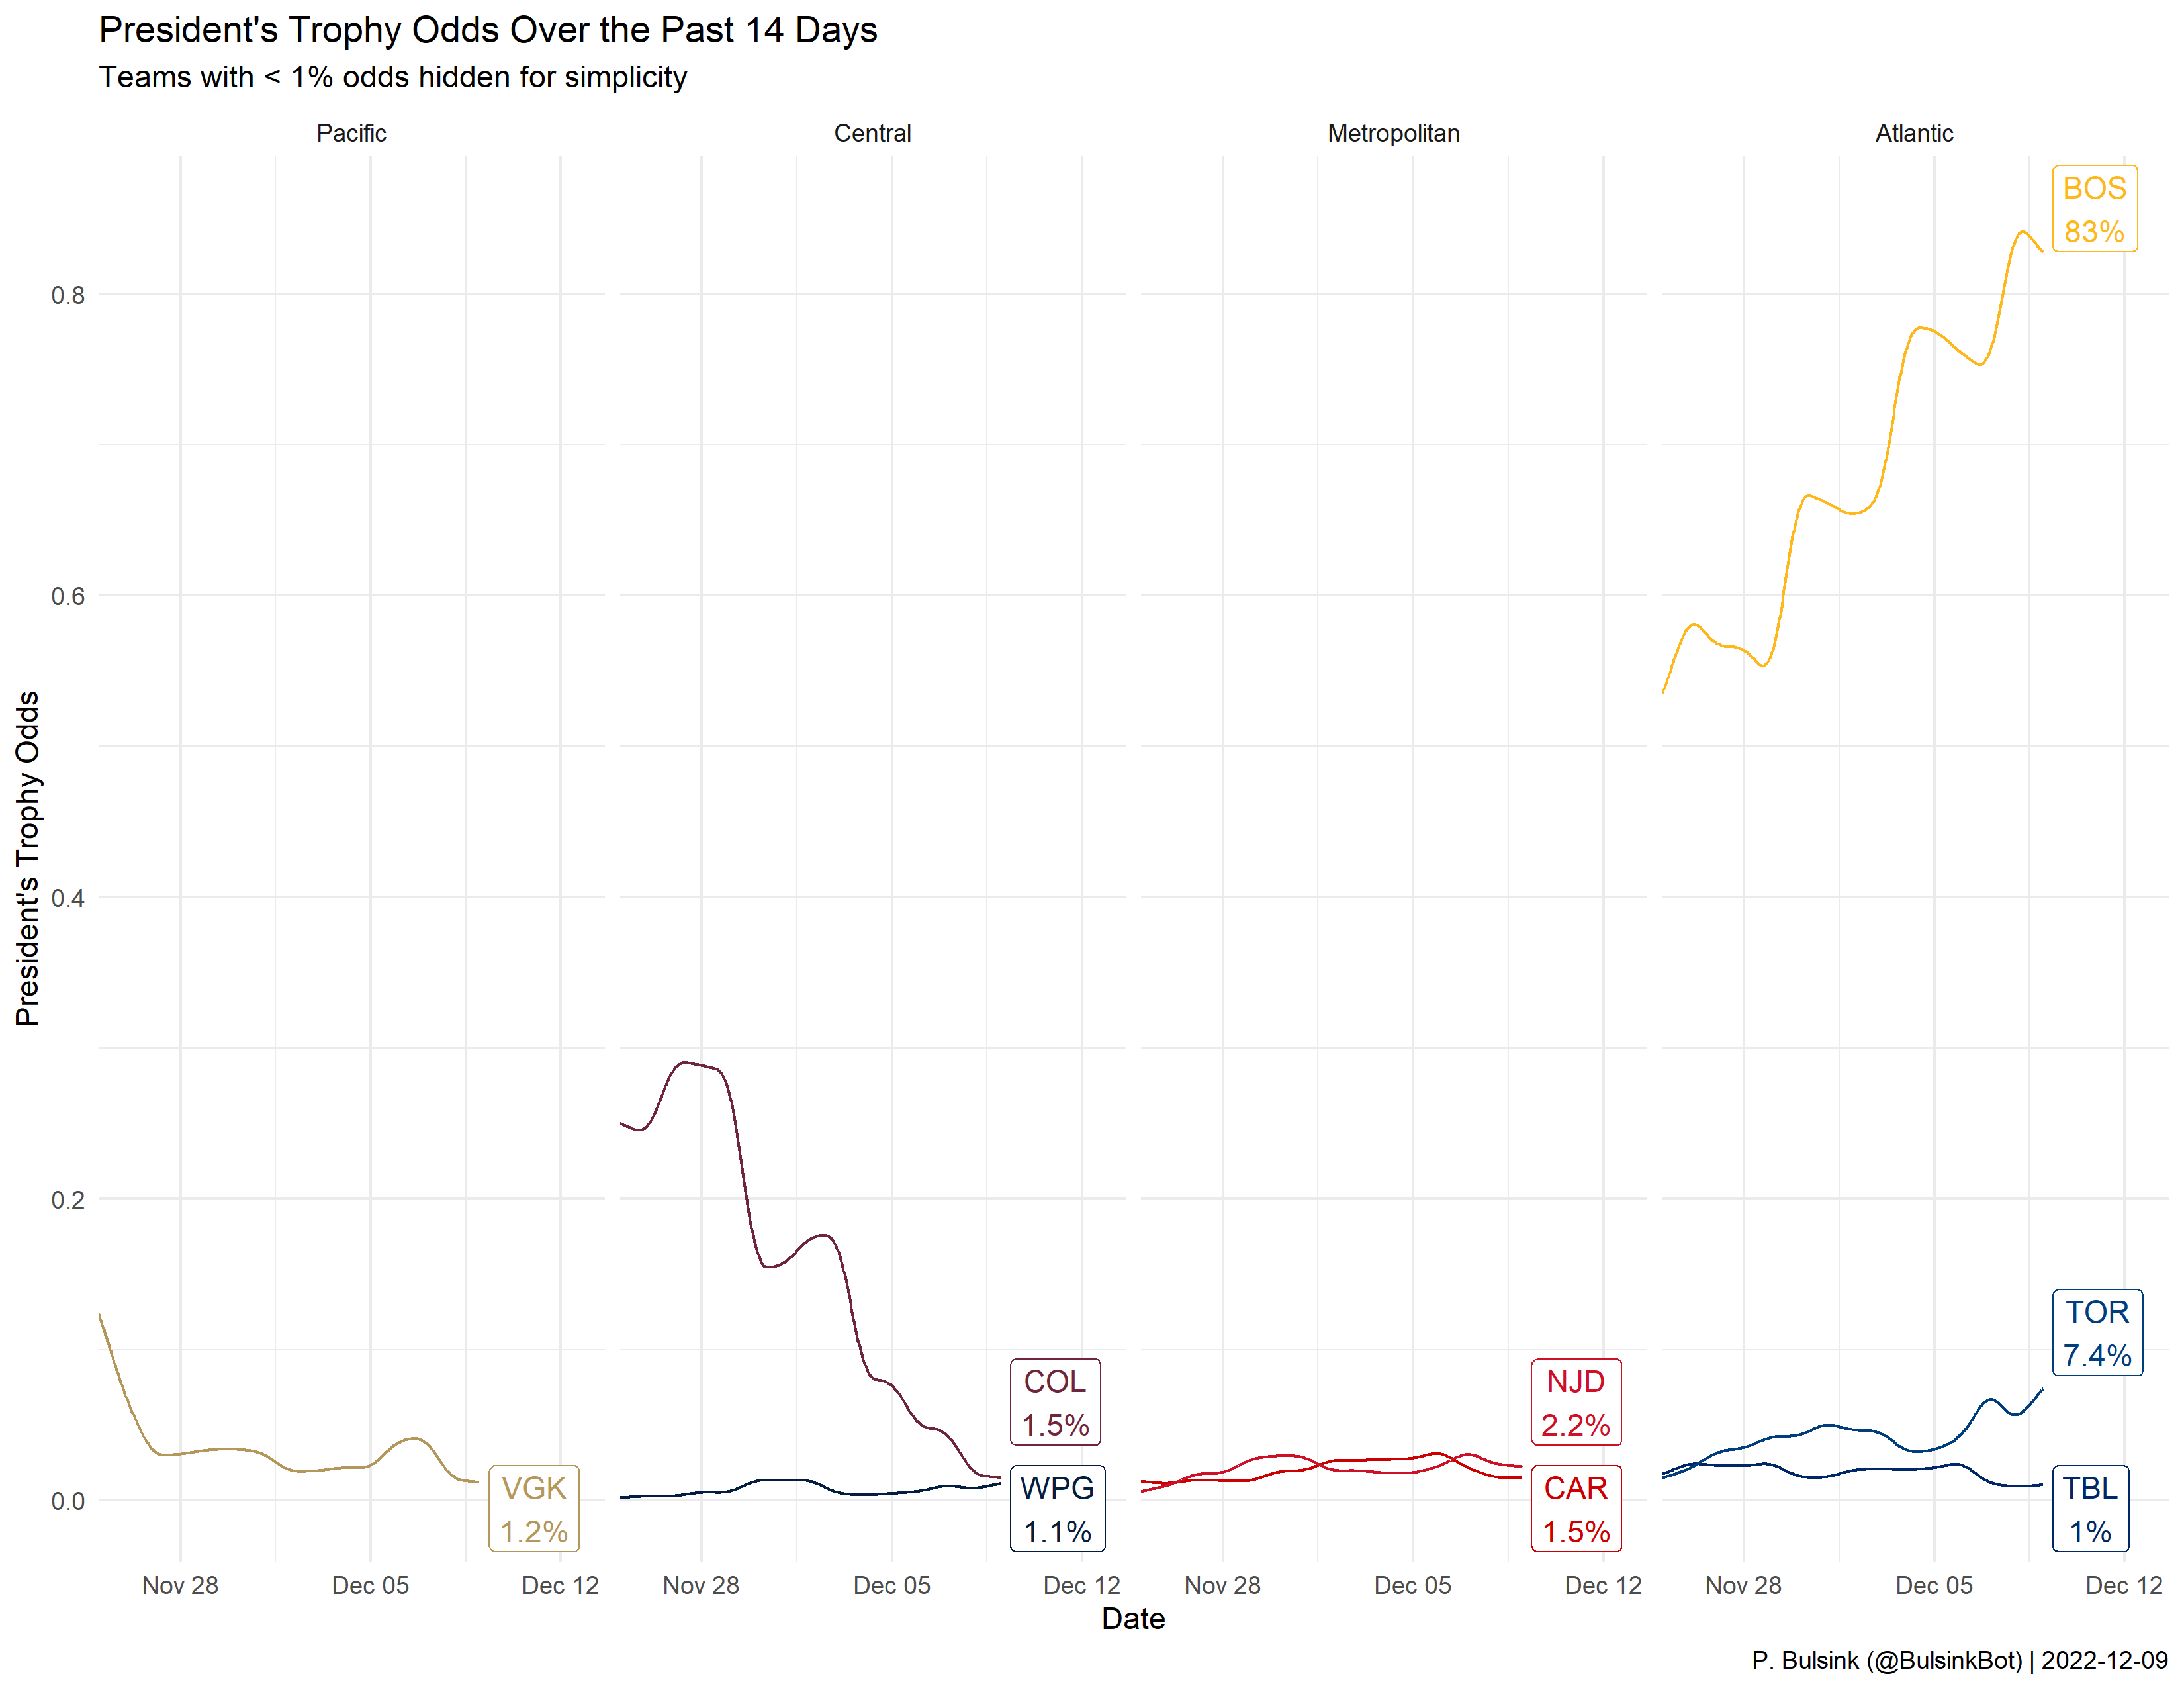 President's Trophy Odds Over the Past 14 Days
Teams with < 1% odds hidden for simplicity
Pacific
Central
Metropolitan
Atlantic
President's Trophy Odds
0.8
0.6
0.4
0.2
0.0
BOS
83%
TOR
7.4%
COL
1.5%
NJD
2.2%
VGK
1.2%
WPG
1.1%
CAR
1.5%
TBL
1%
Nov 28 Dec 05 Dec 12 Nov 28 Dec 05 Dec 12 Nov 28 Dec 05 Dec 12 Nov 28 Dec 05 Dec 12
Date
P. Bulsink (@BulsinkBot) | 2022-12-09